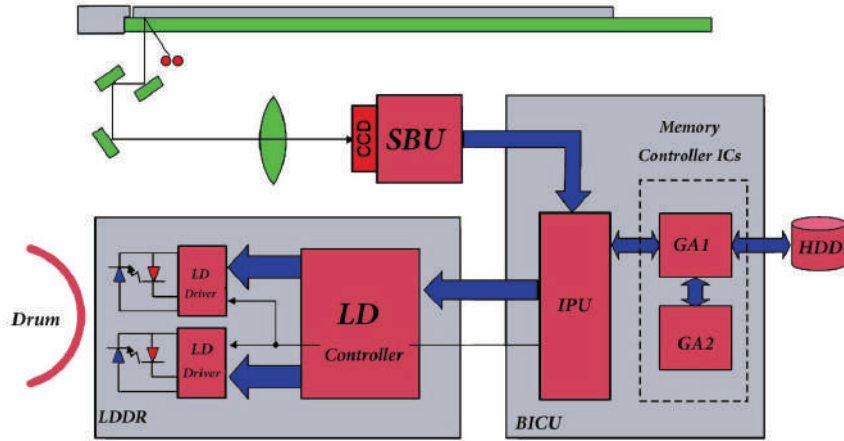 CCD
SBU
Memory
Controller ICs
GA1
HDD
GA2
IPU
BICU
LD
Driver
LD
Controller
LD
Driver
LDDR
Drum